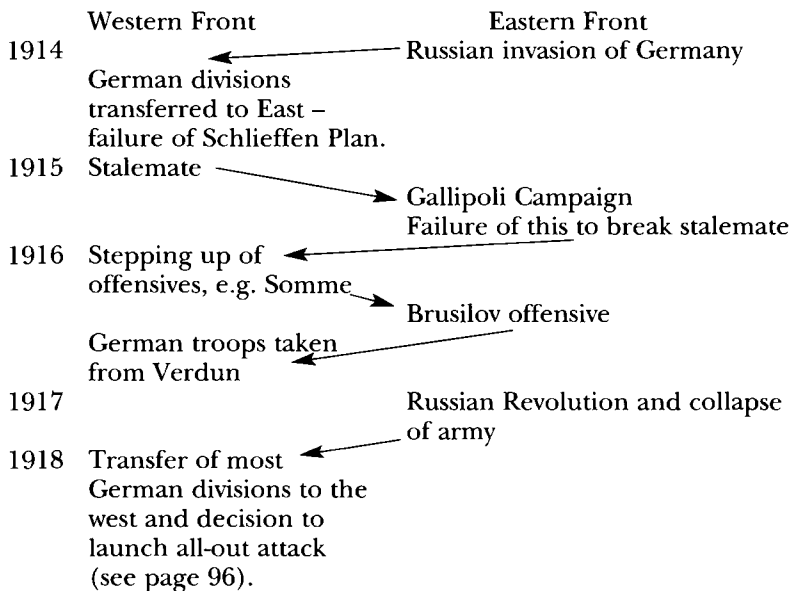 Western Front Eastern Front
1914 Russian invasion of Germany
German divisions
transferred to East –
failure of Schlieffen Plan.
1915 Stalemate
Gallipoli Campaign
Failure of this to break stalemate
1916 Stepping up of
offensives, e.g. Somme
Brusilov offensive
German troops taken
from Verdun
1917 Russian Revolution and collapse
of army
1918 Transfer of most
German divisions to the
west and decision to
launch all-out attack
(see page 96).